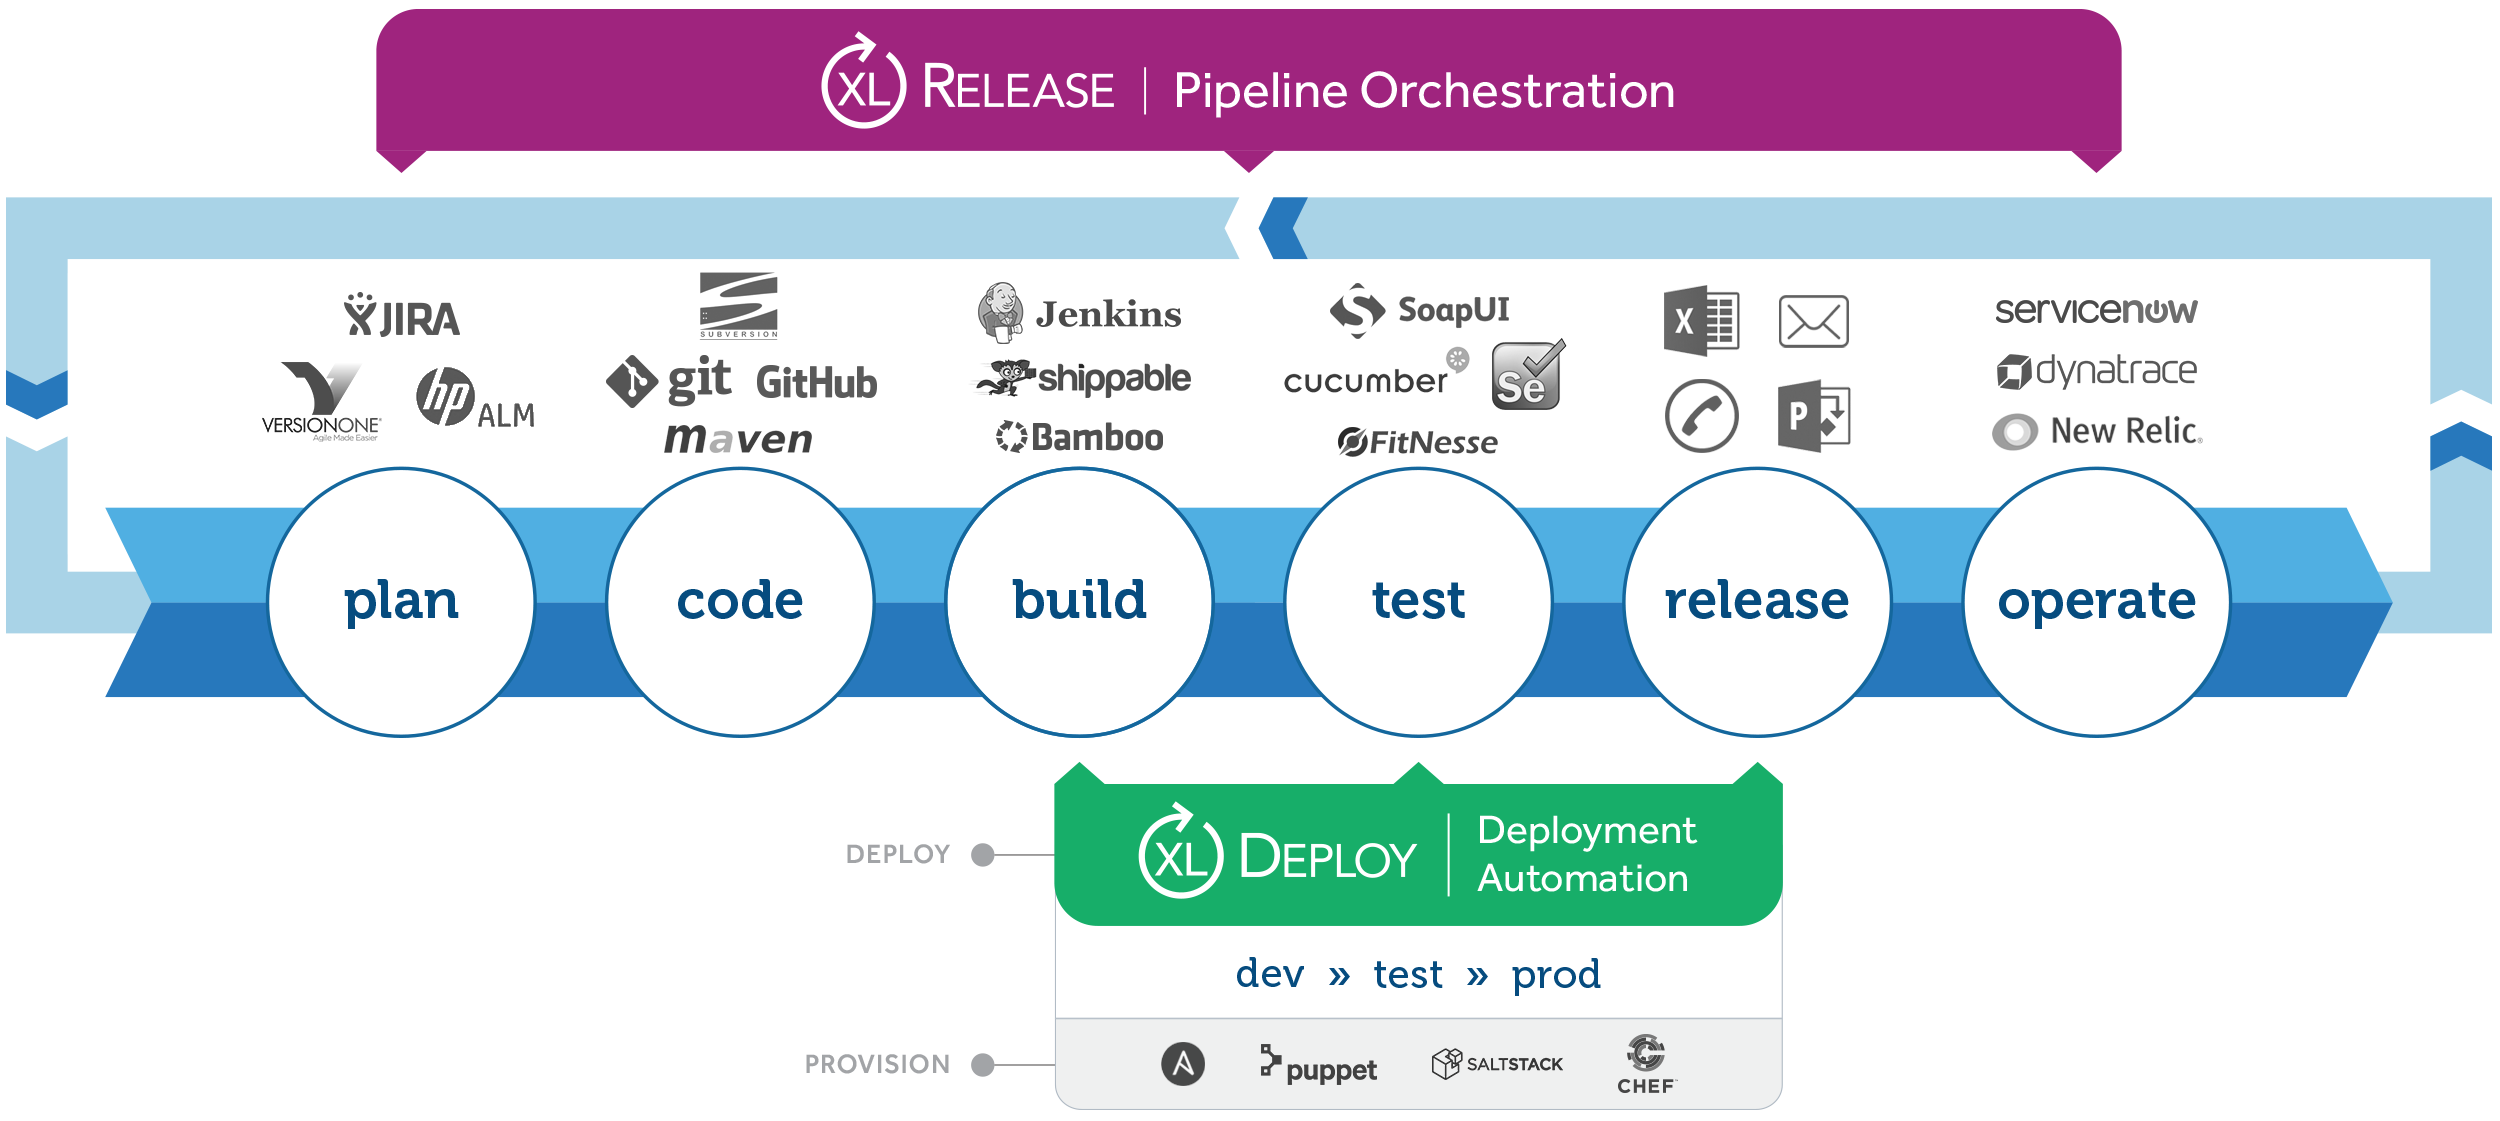 XL RELEASE | Pipeline Orchestration
JIRA
VERSIONONE
Agile Made Easier
hp ALM
SUBVERSION
git
GitHub
maven
Jenkins
shippable
Bamboo
SoapUI
cucumber
Se
FitNesse
X
P
servicenow
dynatrace
New Relic
plan
code
build
test
release
operate
DEPLOY
XL DEPLOY
Deployment
Automation
dev » test » prod
PROVISION
A
puppet
SALTSTACK
CHEF